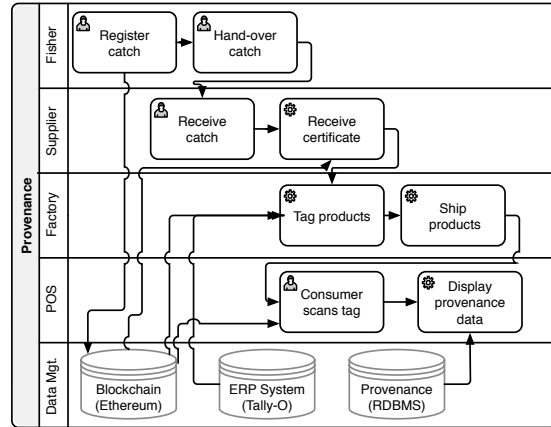 Provenance
Fisher
Register
catch
Hand-over
catch
Supplier
Receive
catch
Receive
certificate
Factory
Tag products
Ship
products
POS
Consumer
scans tag
Display
provenance
data
Data Mgt.
Blockchain
(Ethereum)
ERP System
(Tally-O)
Provenance
(RDBMS)